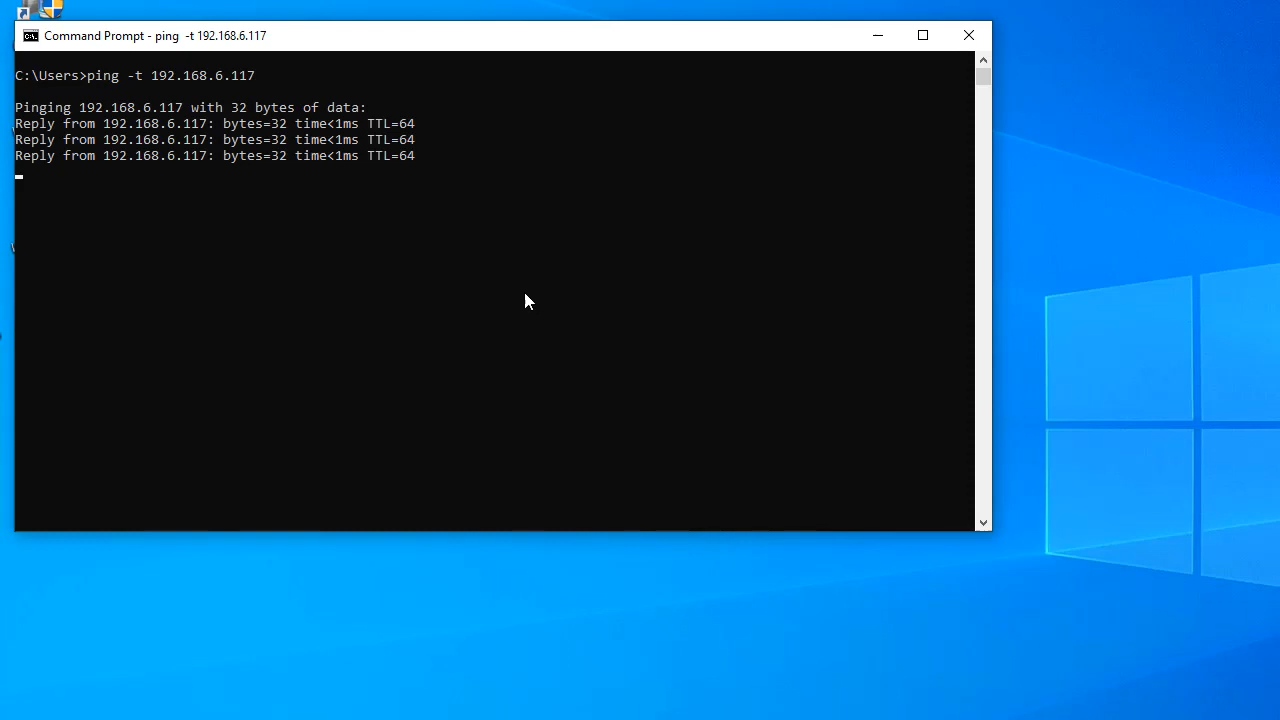 Command Prompt - ping  -t 192.168.6.117
C:\Users>ping -t 192.168.6.117
Pinging 192.168.6.117 with 32 bytes of data:
Reply from 192.168.6.117: bytes=32 time<1ms TTL=64
Reply from 192.168.6.117: bytes=32 time<1ms TTL=64
Reply from 192.168.6.117: bytes=32 time<1ms TTL=64